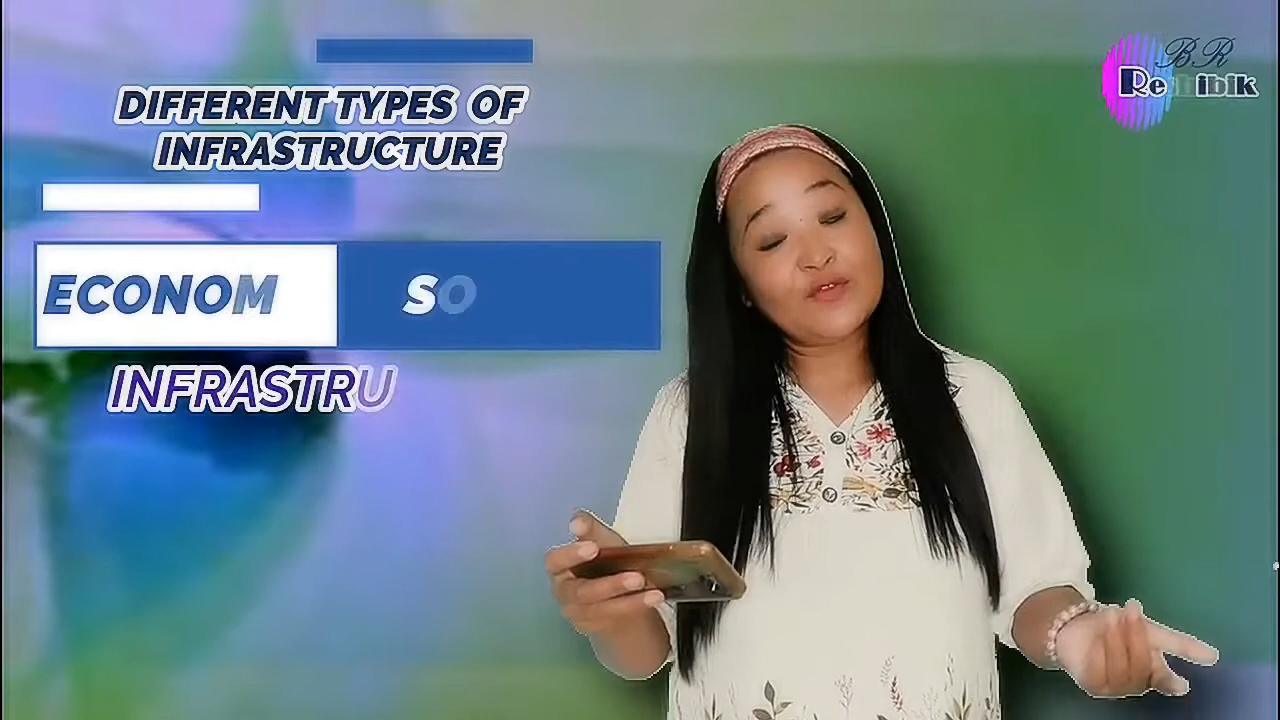 DIFFERENT TYPES OF
INFRASTRUCTURE
ECONOM SO
INFRASTRU
BR